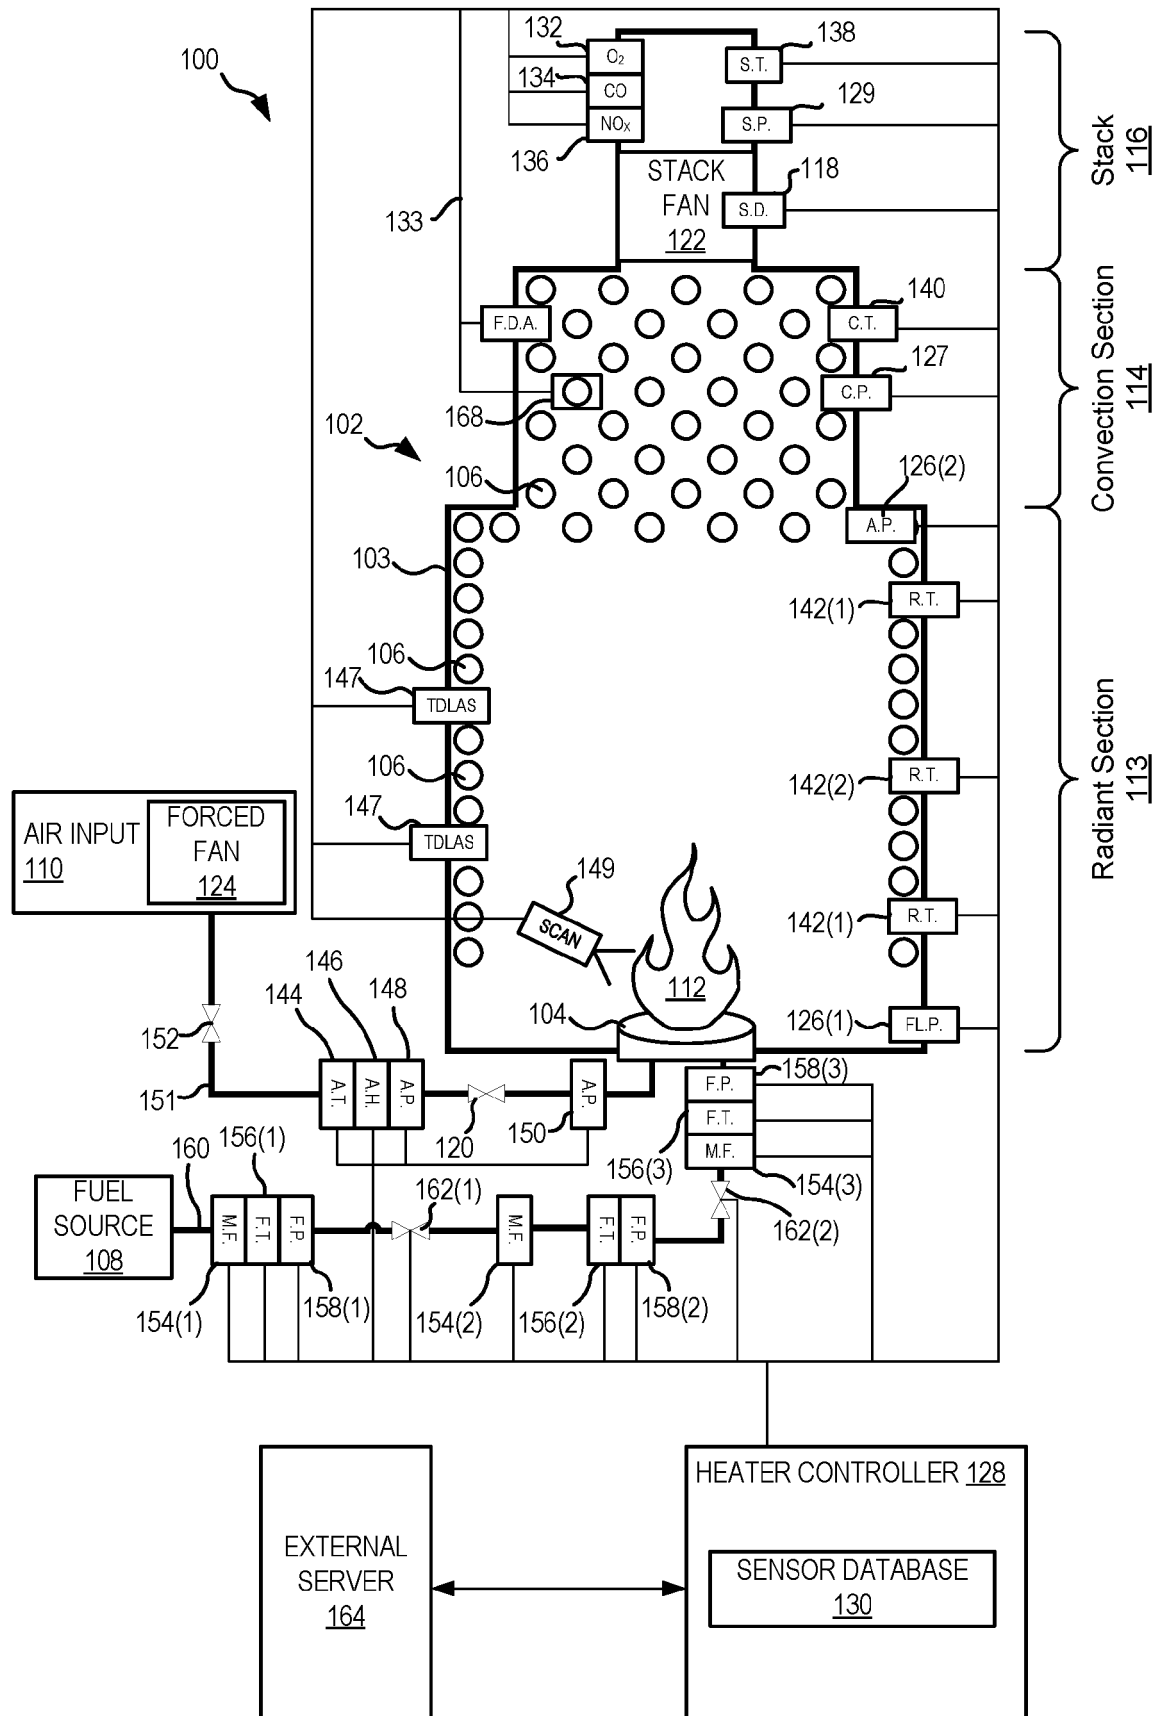 100
132
O₂
134
CO
NOX
136
138
S.T.
129
S.P.
STACK
FAN
122
118
S.D.
Stack
116
133
F.D.A.
140
C.T.
127
C.P.
168
102
106
Convection Section
114
126(2)
A.P.
103
142(1)
R.T.
106
147
TDLAS
106
142(2)
R.T.
Radiant Section
113
AIR INPUT
110
FORCED
FAN
124
147
TDLAS
149
SCAN
142(1)
R.T.
112
104
126(1)
FL.P.
152
151
144
146
148
A.T.
A.H.
A.P.
120
150
A.P.
158(3)
F.P.
F.T.
M.F.
156(3)
154(3)
162(2)
FUEL
SOURCE
108
160
156(1)
M.F.
F.T.
F.P.
154(1)
158(1)
162(1)
M.F.
154(2)
F.T.
F.P.
156(2)
158(2)
EXTERNAL
SERVER
164
HEATER CONTROLLER 128
SENSOR DATABASE
130